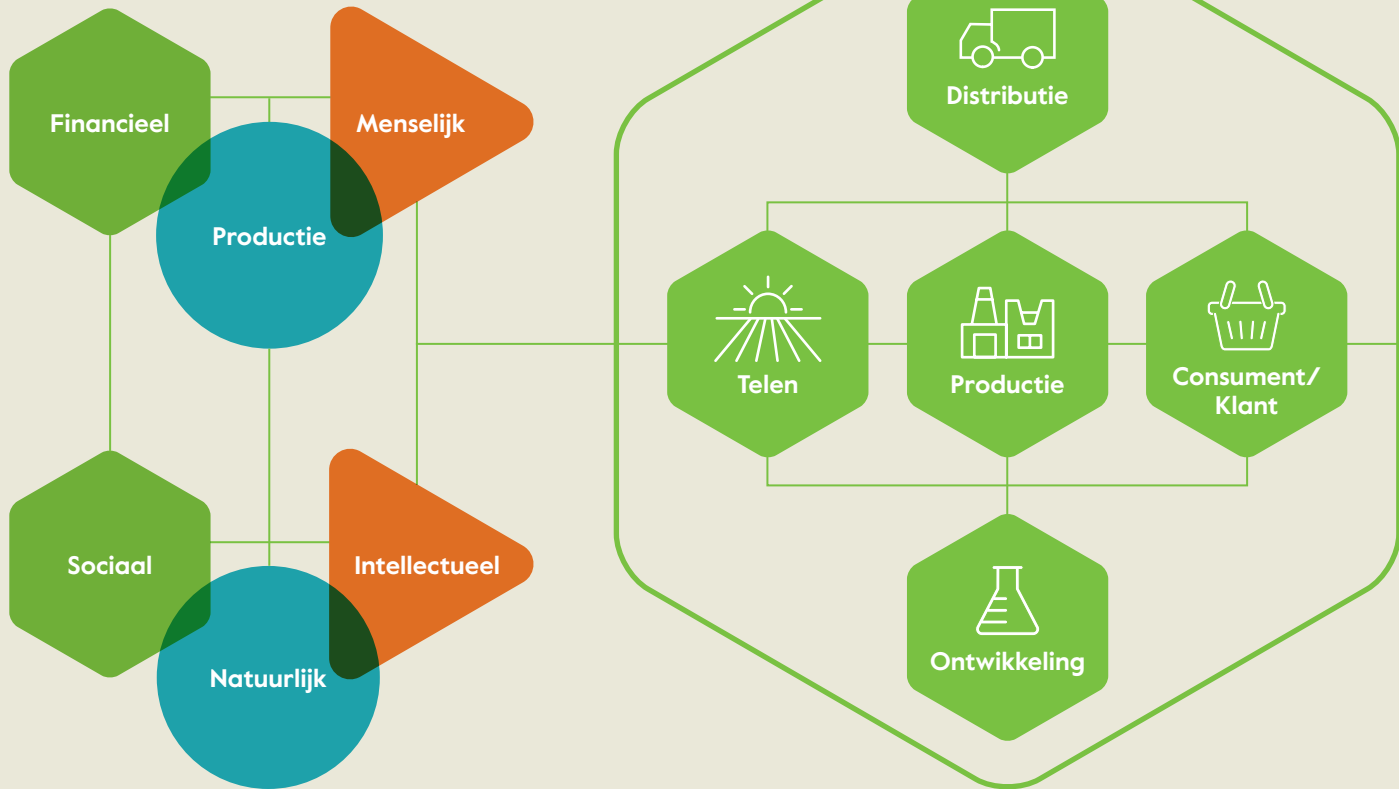 Financieel
Menselijk
Productie
Sociaal
Intellectueel
Natuurlijk
Distributie
Telen
Productie
Consument/
Klant
Ontwikkeling